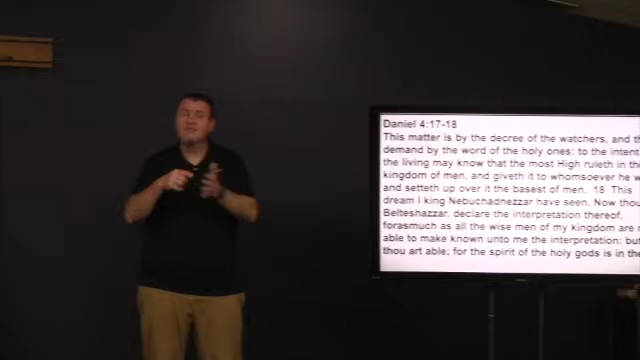 Daniel 4:17-18
This matter is by the decree of the watchers, and
demand by the word of the holy ones: to the intent
the living may know that the most High ruleth in the
kingdom of men, and giveth it to whomsoever he
and setteth up over it the basest of men. 18 This
dream I king Nebuchadnezzar have seen. Now thou
Belteshazzar, declare the interpretation thereof,
forasmuch as all the wise men of my kingdom are
able to make known unto me the interpretation: but
thou art able; for the spirit of the holy gods is in